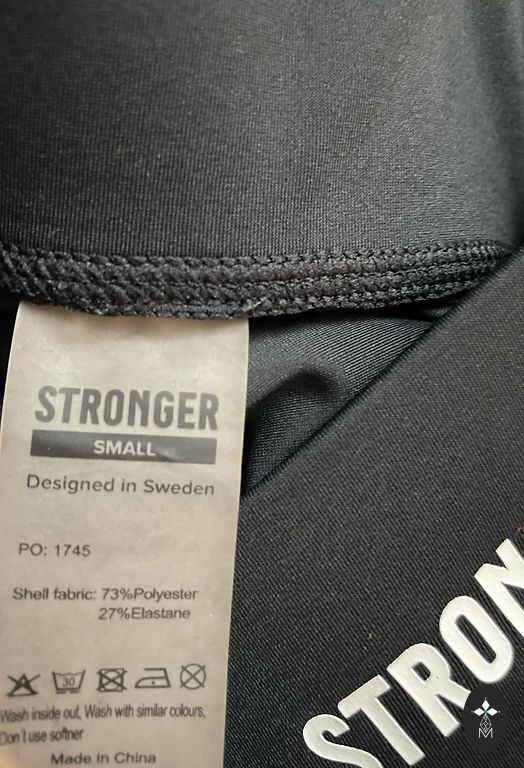 STRONGER
SMALL
Designed in Sweden
PO: 1745
Shell fabric: 73%Polyester
27%Elastane
30
Wash inside out, Wash with similar colours,
Don't use softner
Made in China
STRON
M